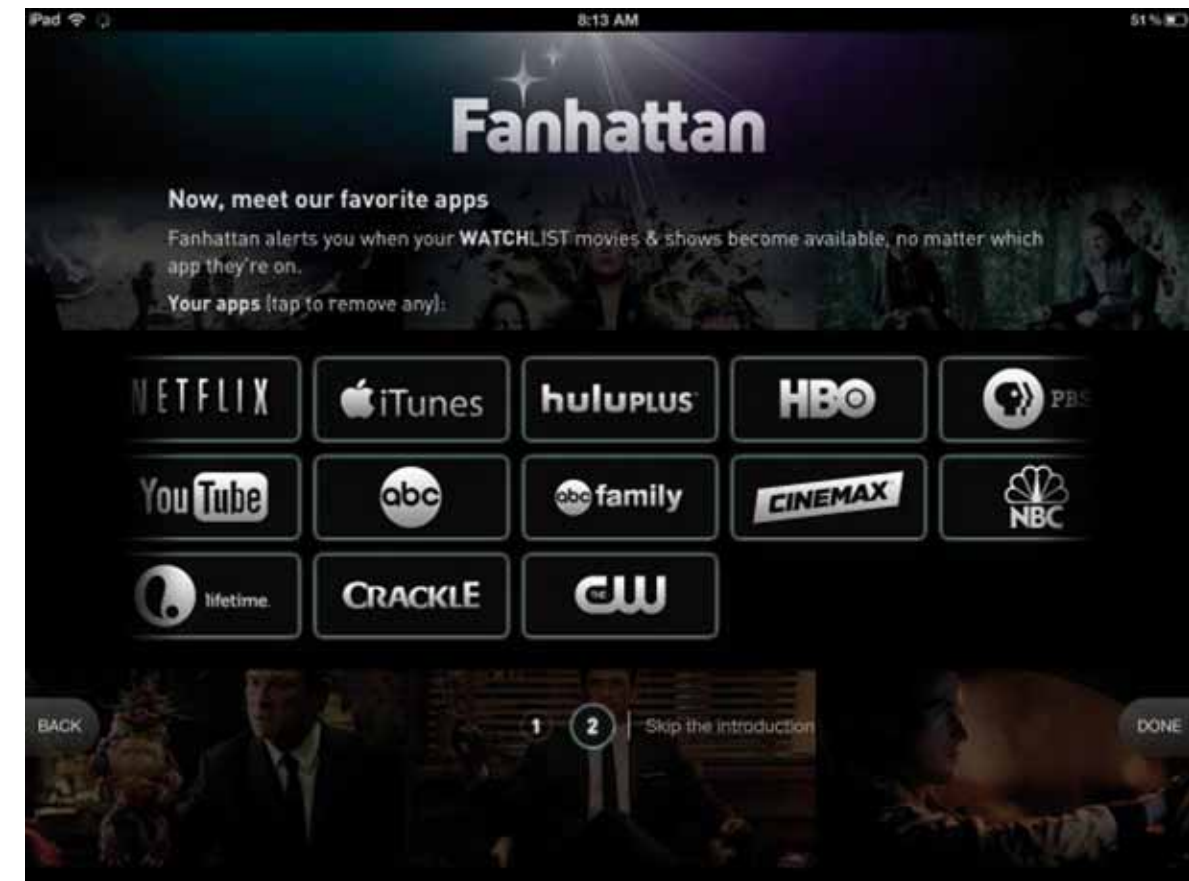 iPad 8:13 AM 51%
Fanhattan
Now, meet our favorite apps
Fanhattan alerts you when your WATCHLIST movies & shows become available, no matter which
app they're on.
Your apps (tap to remove any):
NETFLIX iTunes huluPLUS HBO PBS
YouTube abc abc family CINEMAX NBC
lifetime. CRACKLE THE CW
BACK 1 2 | Skip the introduction DONE